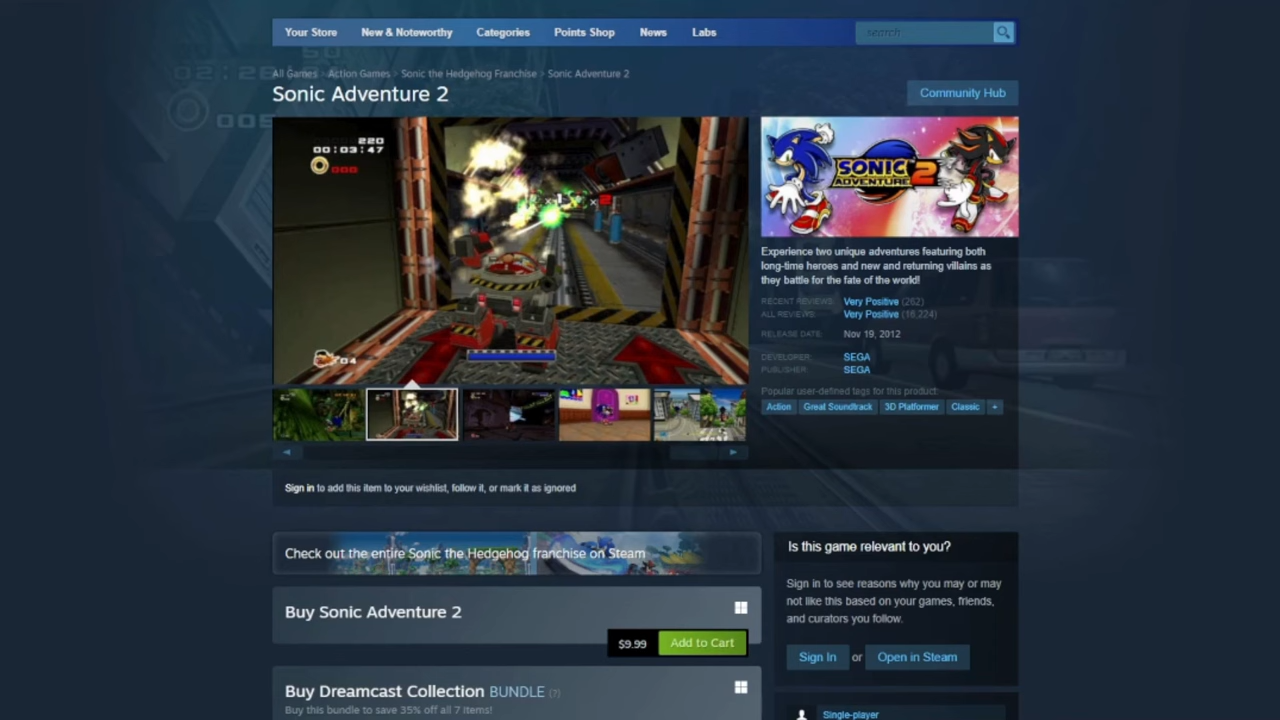 Your Store New & Noteworthy Categories Points Shop News Labs search
All Games > Action Games > Sonic the Hedgehog Franchise > Sonic Adventure 2
Sonic Adventure 2
Community Hub
220
00:03:47
000
04
SONIC
ADVENTURE 2
Experience two unique adventures featuring both
long-time heroes and new and returning villains as
they battle for the fate of the world!
RECENT REVIEWS: Very Positive (262)
ALL REVIEWS: Very Positive (16,224)
RELEASE DATE: Nov 19, 2012
DEVELOPER: SEGA
PUBLISHER: SEGA
Popular user-defined tags for this product:
Action Great Soundtrack 3D Platformer Classic +
Sign in to add this item to your wishlist, follow it, or mark it as ignored
Check out the entire Sonic the Hedgehog franchise on Steam
Buy Sonic Adventure 2
$9.99 Add to Cart
Buy Dreamcast Collection BUNDLE (?)
Buy this bundle to save 35% off all 7 items!
Is this game relevant to you?
Sign in to see reasons why you may or may
not like this based on your games, friends,
and curators you follow.
Sign In or Open in Steam
Single-player